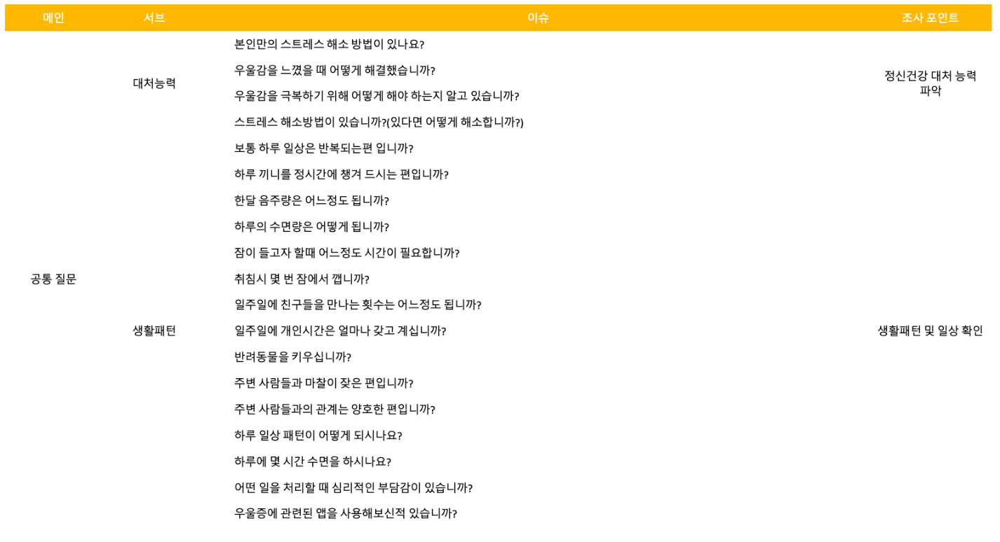 메인 서브 이슈 조사 포인트
본인만의 스트레스 해소 방법이 있나요?
우울감을 느꼈을 때 어떻게 해결했습니까?
대처능력
정신건강 대처 능력
파악
우울감을 극복하기 위해 어떻게 해야 하는지 알고 있습니까?
스트레스 해소방법이 있습니까?(있다면 어떻게 해소합니까?)
보통 하루 일상은 반복되는편 입니까?
하루 끼니를 정시간에 챙겨 드시는 편입니까?
한달 음주량은 어느정도 됩니까?
하루의 수면량은 어떻게 됩니까?
잠이 들고자 할때 어느정도 시간이 필요합니까?
공통 질문
취침시 몇 번 잠에서 깹니까?
일주일에 친구들을 만나는 횟수는 어느정도 됩니까?
생활패턴
일주일에 개인시간은 얼마나 갖고 계십니까?
생활패턴 및 일상 확인
반려동물을 키우십니까?
주변 사람들과 마찰이 잦은 편입니까?
주변 사람들과의 관계는 양호한 편입니까?
하루 일상 패턴이 어떻게 되시나요?
하루에 몇 시간 수면을 하시나요?
어떤 일을 처리할 때 심리적인 부담감이 있습니까?
우울증에 관련된 앱을 사용해보신적 있습니까?